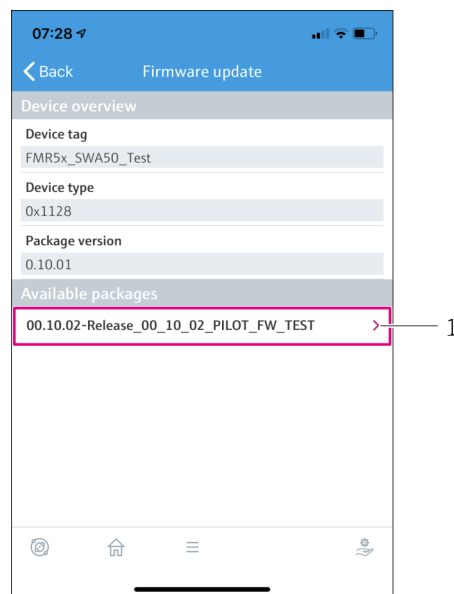 07:28
Back Firmware update
Device overview
Device tag
FMR5x_SWA50_Test
Device type
0x1128
Package version
0.10.01
Available packages
00.10.02-Release_00_10_02_PILOT_FW_TEST
1